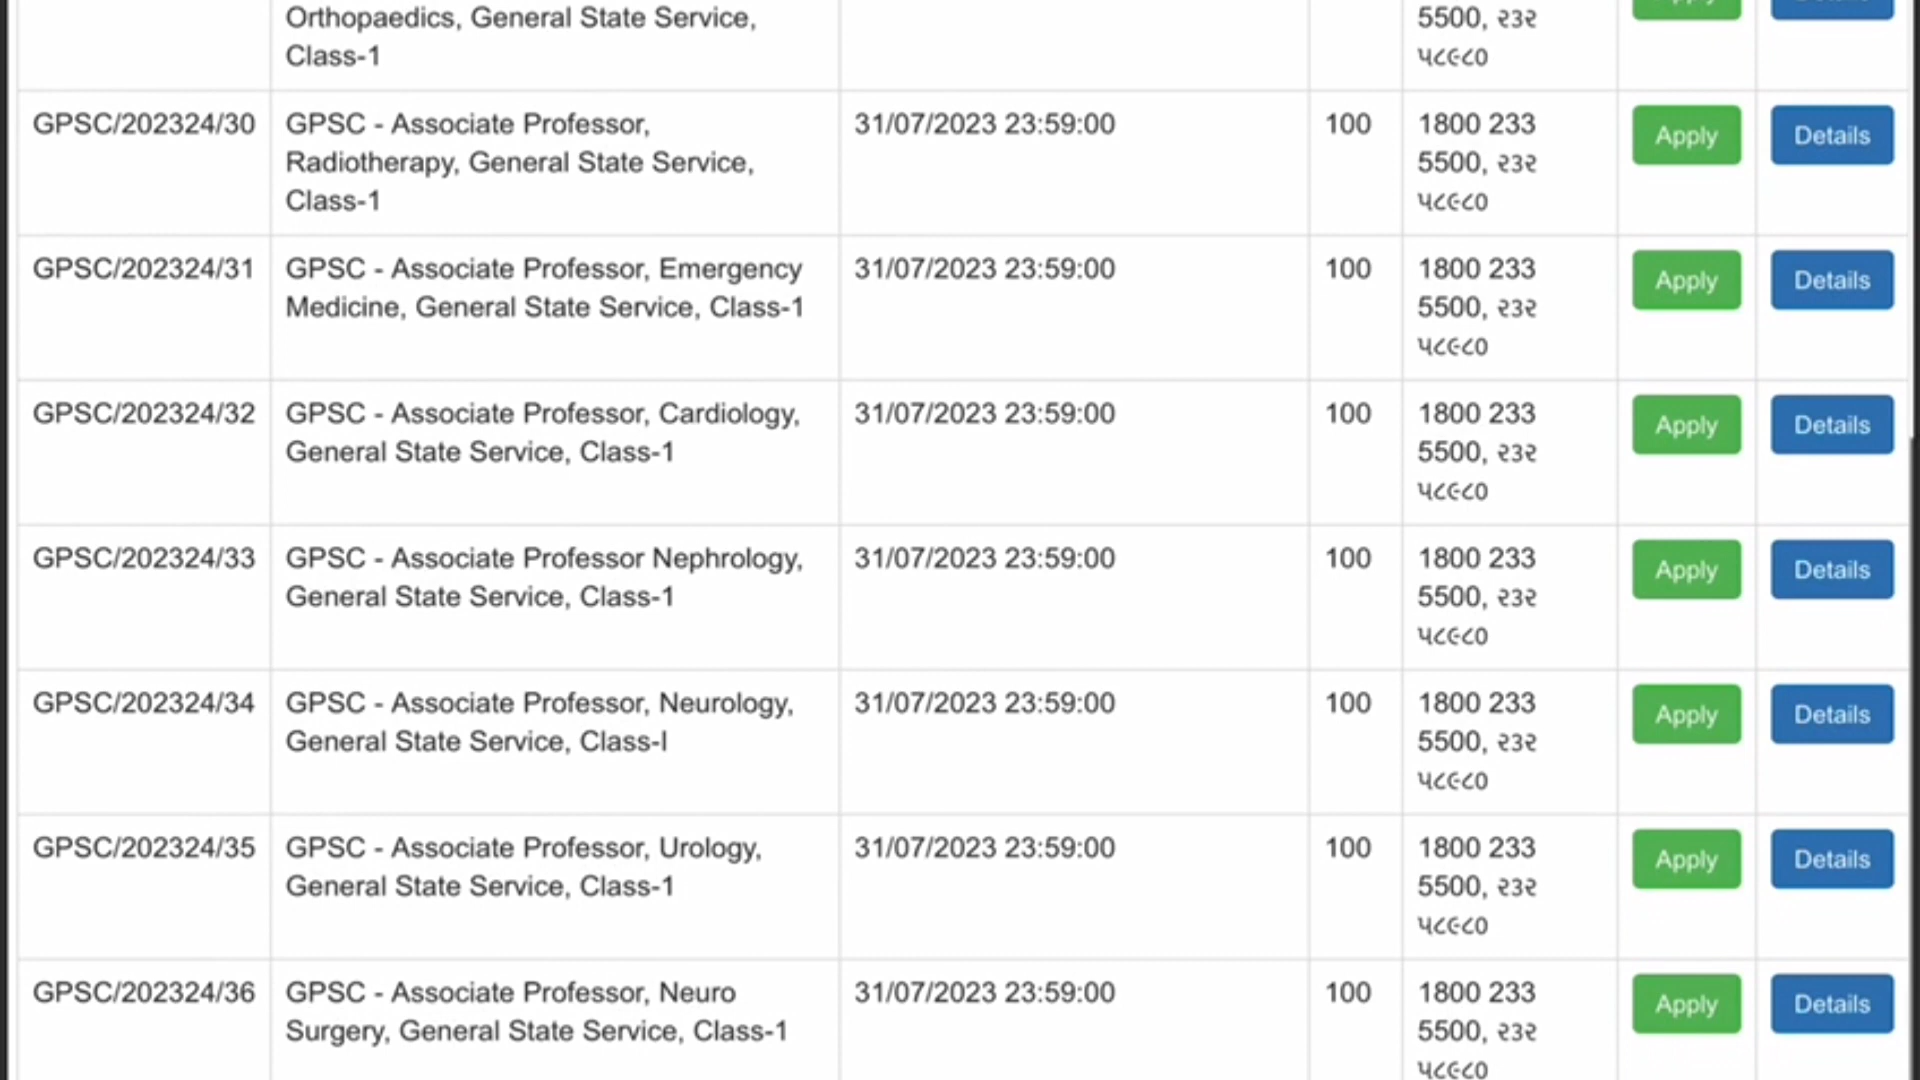 Orthopaedics, General State Service,
Class-1
5500, ૨૩૨
૫૮૯૮૦
GPSC/202324/30
GPSC - Associate Professor,
Radiotherapy, General State Service,
Class-1
31/07/2023 23:59:00
100
1800 233
5500, ૨૩૨
૫૮૯૮૦
Apply
Details
GPSC/202324/31
GPSC - Associate Professor, Emergency
Medicine, General State Service, Class-1
31/07/2023 23:59:00
100
1800 233
5500, ૨૩૨
૫૮૯૮૦
Apply
Details
GPSC/202324/32
GPSC - Associate Professor, Cardiology,
General State Service, Class-1
31/07/2023 23:59:00
100
1800 233
5500, ૨૩૨
૫૮૯૮૦
Apply
Details
GPSC/202324/33
GPSC - Associate Professor Nephrology,
General State Service, Class-1
31/07/2023 23:59:00
100
1800 233
5500, ૨૩૨
૫૮૯૮૦
Apply
Details
GPSC/202324/34
GPSC - Associate Professor, Neurology,
General State Service, Class-I
31/07/2023 23:59:00
100
1800 233
5500, ૨૩૨
૫૮૯૮૦
Apply
Details
GPSC/202324/35
GPSC - Associate Professor, Urology,
General State Service, Class-1
31/07/2023 23:59:00
100
1800 233
5500, ૨૩૨
૫૮૯૮૦
Apply
Details
GPSC/202324/36
GPSC - Associate Professor, Neuro
Surgery, General State Service, Class-1
31/07/2023 23:59:00
100
1800 233
5500, ૨૩૨
૫૮૯૮૦
Apply
Details